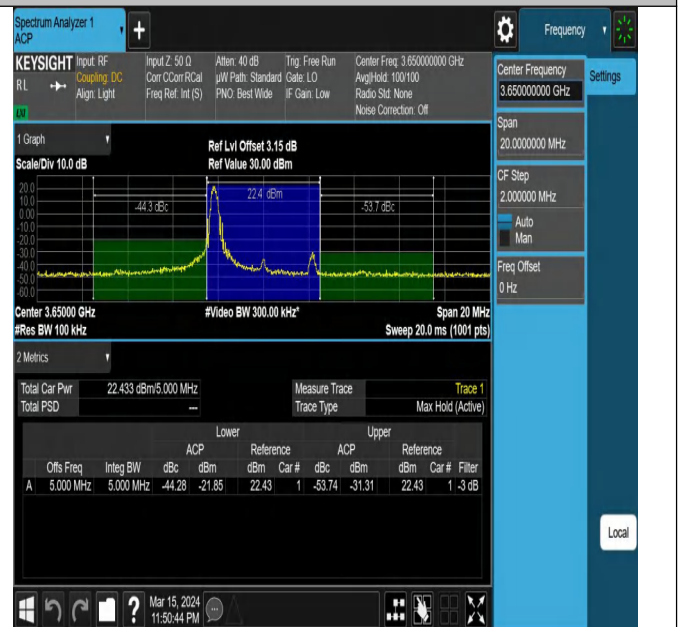 Spectrum Analyzer 1
ACP
+
Frequency
KEYSIGHT
RL
LXI
Input: RF
Coupling: DC
Align: Light
Input Z: 50 Ω
Corr CCorr RCal
Freq Ref: Int (S)
Atten: 40 dB
µW Path: Standard
PNO: Best Wide
Trig: Free Run
Gate: LO
IF Gain: Low
Center Freq: 3.650000000 GHz
Avg|Hold: 100/100
Radio Std: None
Noise Correction: Off
Center Frequency
3.650000000 GHz
Settings
Span
20.0000000 MHz
CF Step
2.000000 MHz
Auto
Man
Freq Offset
0 Hz
1 Graph
Scale/Div 10.0 dB
Ref Lvl Offset 3.15 dB
Ref Value 30.00 dBm
20.0
10.0
0.00
-10.0
-20.0
-30.0
-40.0
-50.0
-60.0
-44.3 dBc
22.4 dBm
-53.7 dBc
Center 3.65000 GHz
#Video BW 300.00 kHz*
Span 20 MHz
#Res BW 100 kHz
Sweep 20.0 ms (1001 pts)
2 Metrics
Total Car Pwr 22.433 dBm/5.000 MHz
Total PSD ---
Measure Trace Trace 1
Trace Type Max Hold (Active)
Lower Upper
ACP Reference ACP Reference
Offs Freq Integ BW dBc dBm dBm Car # dBc dBm dBm Car # Filter
A 5.000 MHz 5.000 MHz -44.28 -21.85 22.43 1 -53.74 -31.31 22.43 1 -3 dB
Local
?
Mar 15, 2024
11:50:44 PM